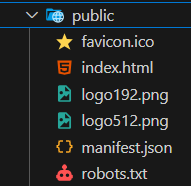 public
favicon.ico
index.html
logo192.png
logo512.png
manifest.json
robots.txt